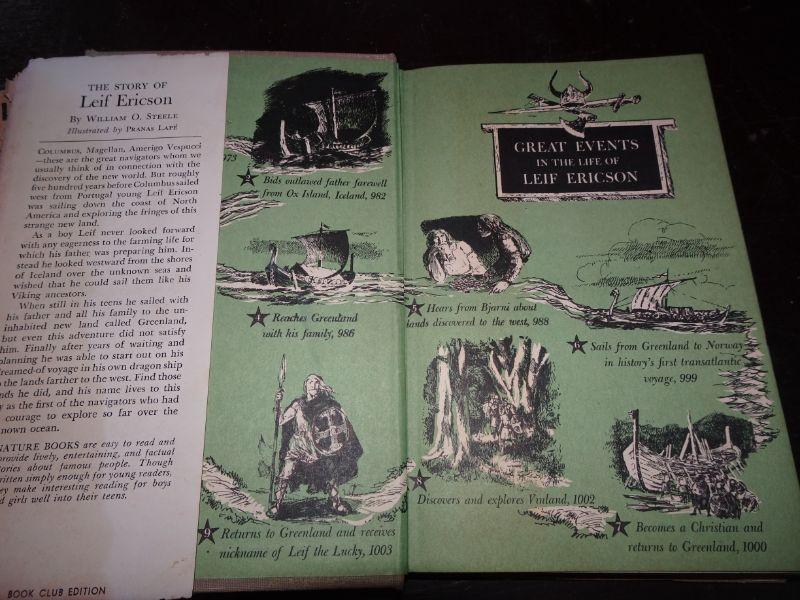 THE STORY OF
Leif Ericson
By WILLIAM O. STEELE
Illustrated by PRANAS LAPÉ
COLUMBUS, Magellan, Amerigo Vespucci
—these are the great navigators whom we
usually think of in connection with the
discovery of the new world. But roughly
five hundred years before Columbus sailed
west from Portugal young Leif Ericson
was sailing down the coast of North
America and exploring the fringes of this
strange new land.
As a boy Leif never looked forward
with any eagerness to the farming life for
which his father was preparing him. In-
stead he looked westward from the shores
of Iceland over the unknown seas and
wished that he could sail them like his
Viking ancestors.
When still in his teens he sailed with
his father and all his family to the un-
inhabited new land called Greenland,
but even this adventure did not satisfy
him. Finally after years of waiting and
planning he was able to start out on his
dreamed-of voyage in his own dragon ship
to the lands farther to the west. Find those
lands he did, and his name lives to this
as the first of the navigators who had
courage to explore so far over the
known ocean.
NATURE BOOKS are easy to read and
provide lively, entertaining, and factual
stories about famous people. Though
written simply enough for young readers,
they make interesting reading for boys
and girls well into their teens.
BOOK CLUB EDITION
973
Bids outlawed father farewell
from Ox Island, Iceland, 982
4
Reaches Greenland
with his family, 986
9
Returns to Greenland and receives
nickname of Leif the Lucky, 1003
GREAT EVENTS
IN THE LIFE OF
LEIF ERICSON
5
Hears from Bjarni about
lands discovered to the west, 988
6
Sails from Greenland to Norway
in history's first transatlantic
voyage, 999
8
Discovers and explores Vinland, 1002
7
Becomes a Christian and
returns to Greenland, 1000